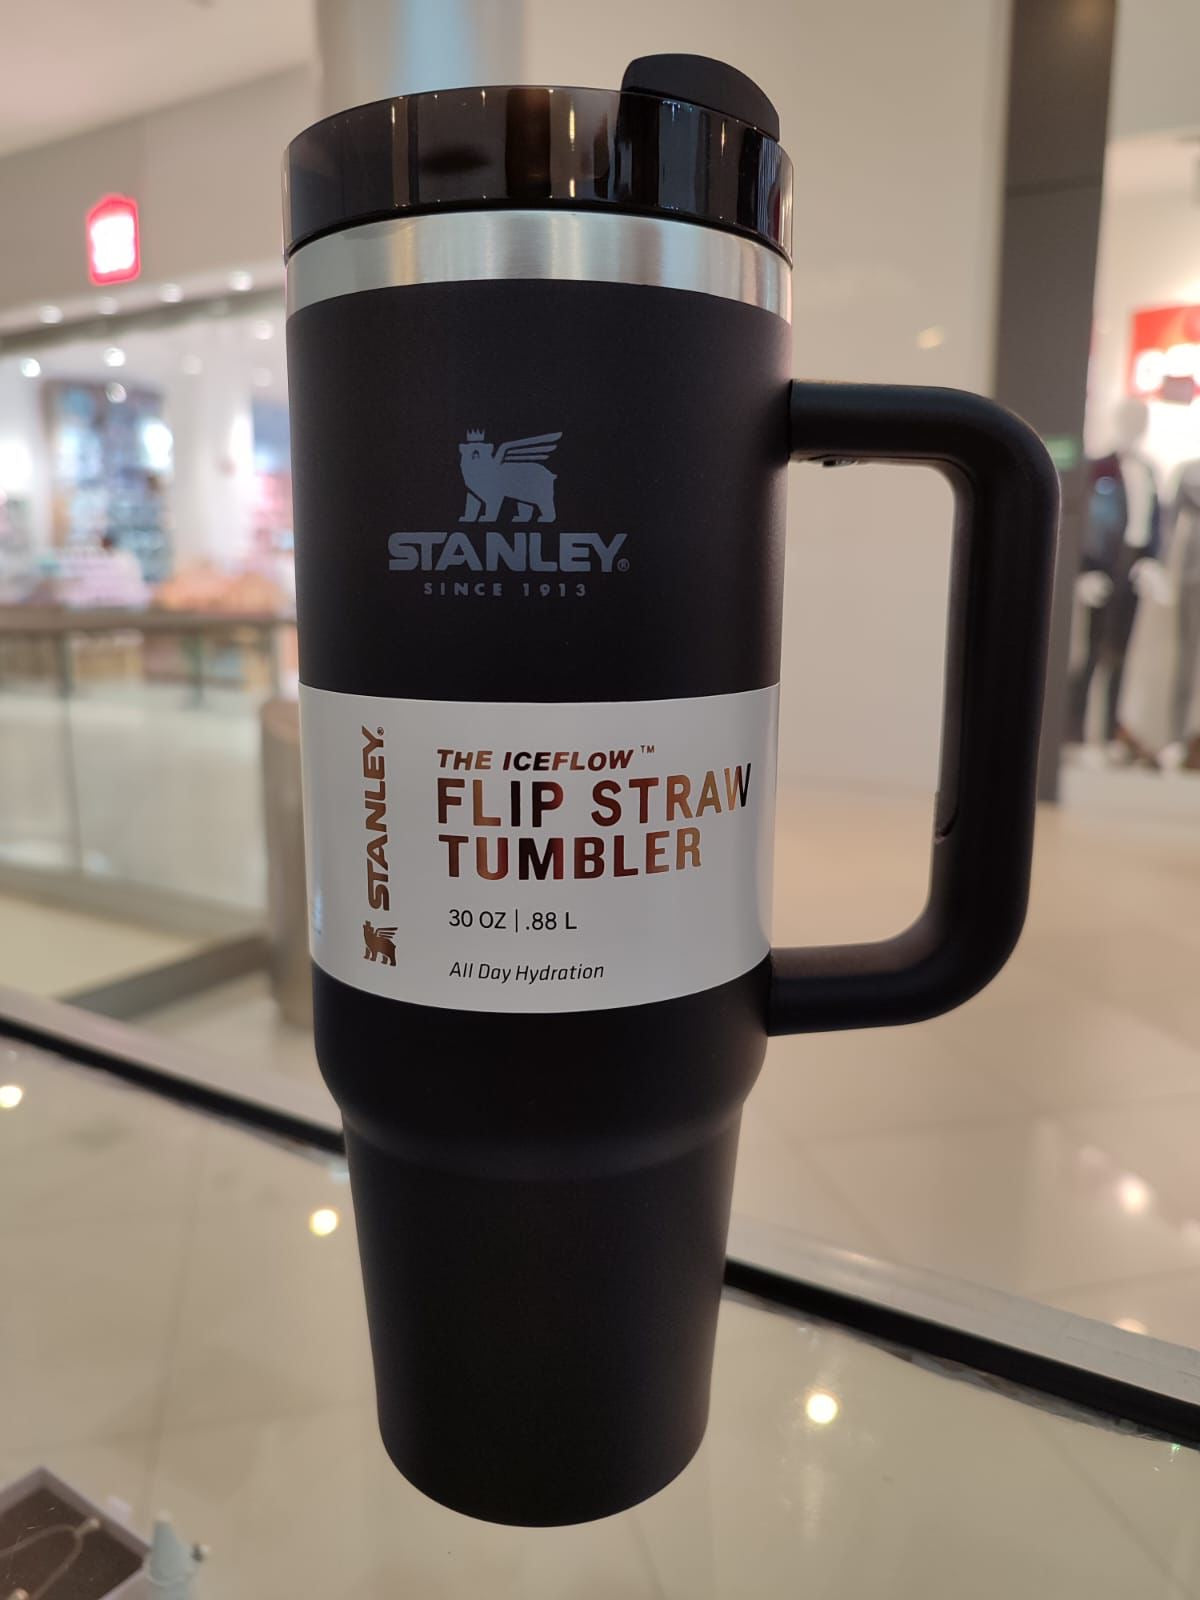 STANLEY®
SINCE 1913
STANLEY®
THE ICEFLOW™
FLIP STRAW
TUMBLER
30 OZ | .88 L
All Day Hydration